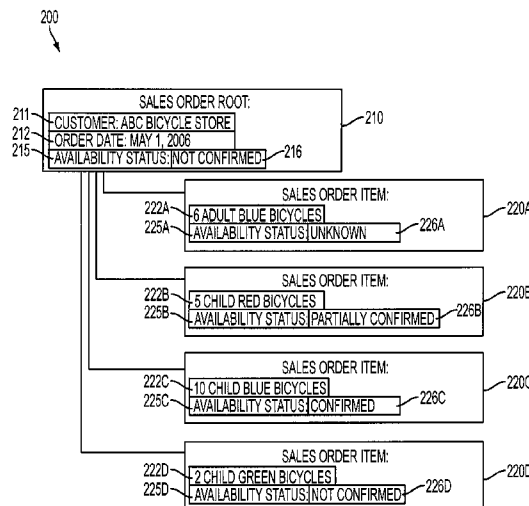 200
SALES ORDER ROOT:
211 CUSTOMER: ABC BICYCLE STORE 210
212 ORDER DATE: MAY 1, 2006
215 AVAILABILITY STATUS: NOT CONFIRMED 216
SALES ORDER ITEM:
222A 6 ADULT BLUE BICYCLES 220A
225A AVAILABILITY STATUS: UNKNOWN 226A
SALES ORDER ITEM:
222B 5 CHILD RED BICYCLES 220B
225B AVAILABILITY STATUS: PARTIALLY CONFIRMED 226B
SALES ORDER ITEM:
222C 10 CHILD BLUE BICYCLES 220C
225C AVAILABILITY STATUS: CONFIRMED 226C
SALES ORDER ITEM:
222D 2 CHILD GREEN BICYCLES 220D
225D AVAILABILITY STATUS: NOT CONFIRMED 226D